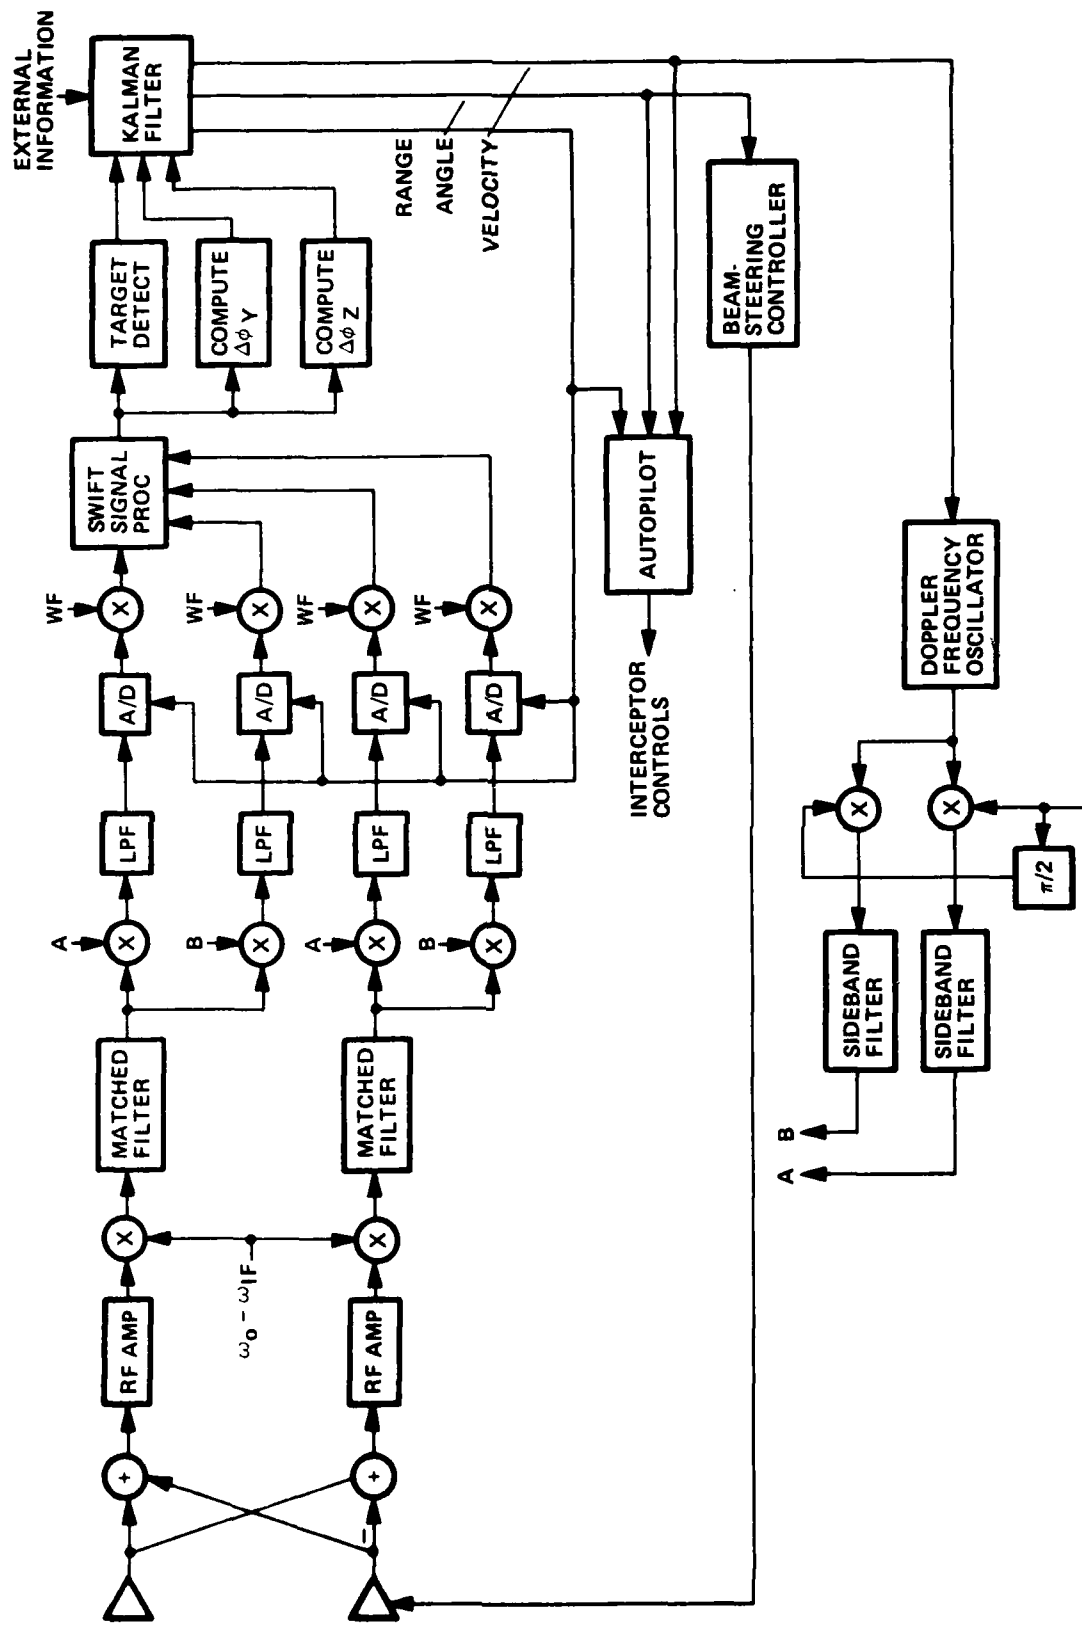 EXTERNAL
INFORMATION
KALMAN
FILTER
TARGET
DETECT
COMPUTE
Δϕ Y
COMPUTE
Δϕ Z
RANGE
ANGLE
VELOCITY
SWIFT
SIGNAL
PROC
WF
X
WF
X
WF
X
WF
X
A/D
A/D
A/D
A/D
LPF
LPF
LPF
LPF
A
X
B
X
A
X
B
X
MATCHED
FILTER
MATCHED
FILTER
X
X
ω₀ - ωIF
RF AMP
RF AMP
+
+
−
AUTOPILOT
INTERCEPTOR
CONTROLS
BEAM-
STEERING
CONTROLLER
DOPPLER
FREQUENCY
OSCILLATOR
X
X
π/2
SIDEBAND
FILTER
SIDEBAND
FILTER
B
A